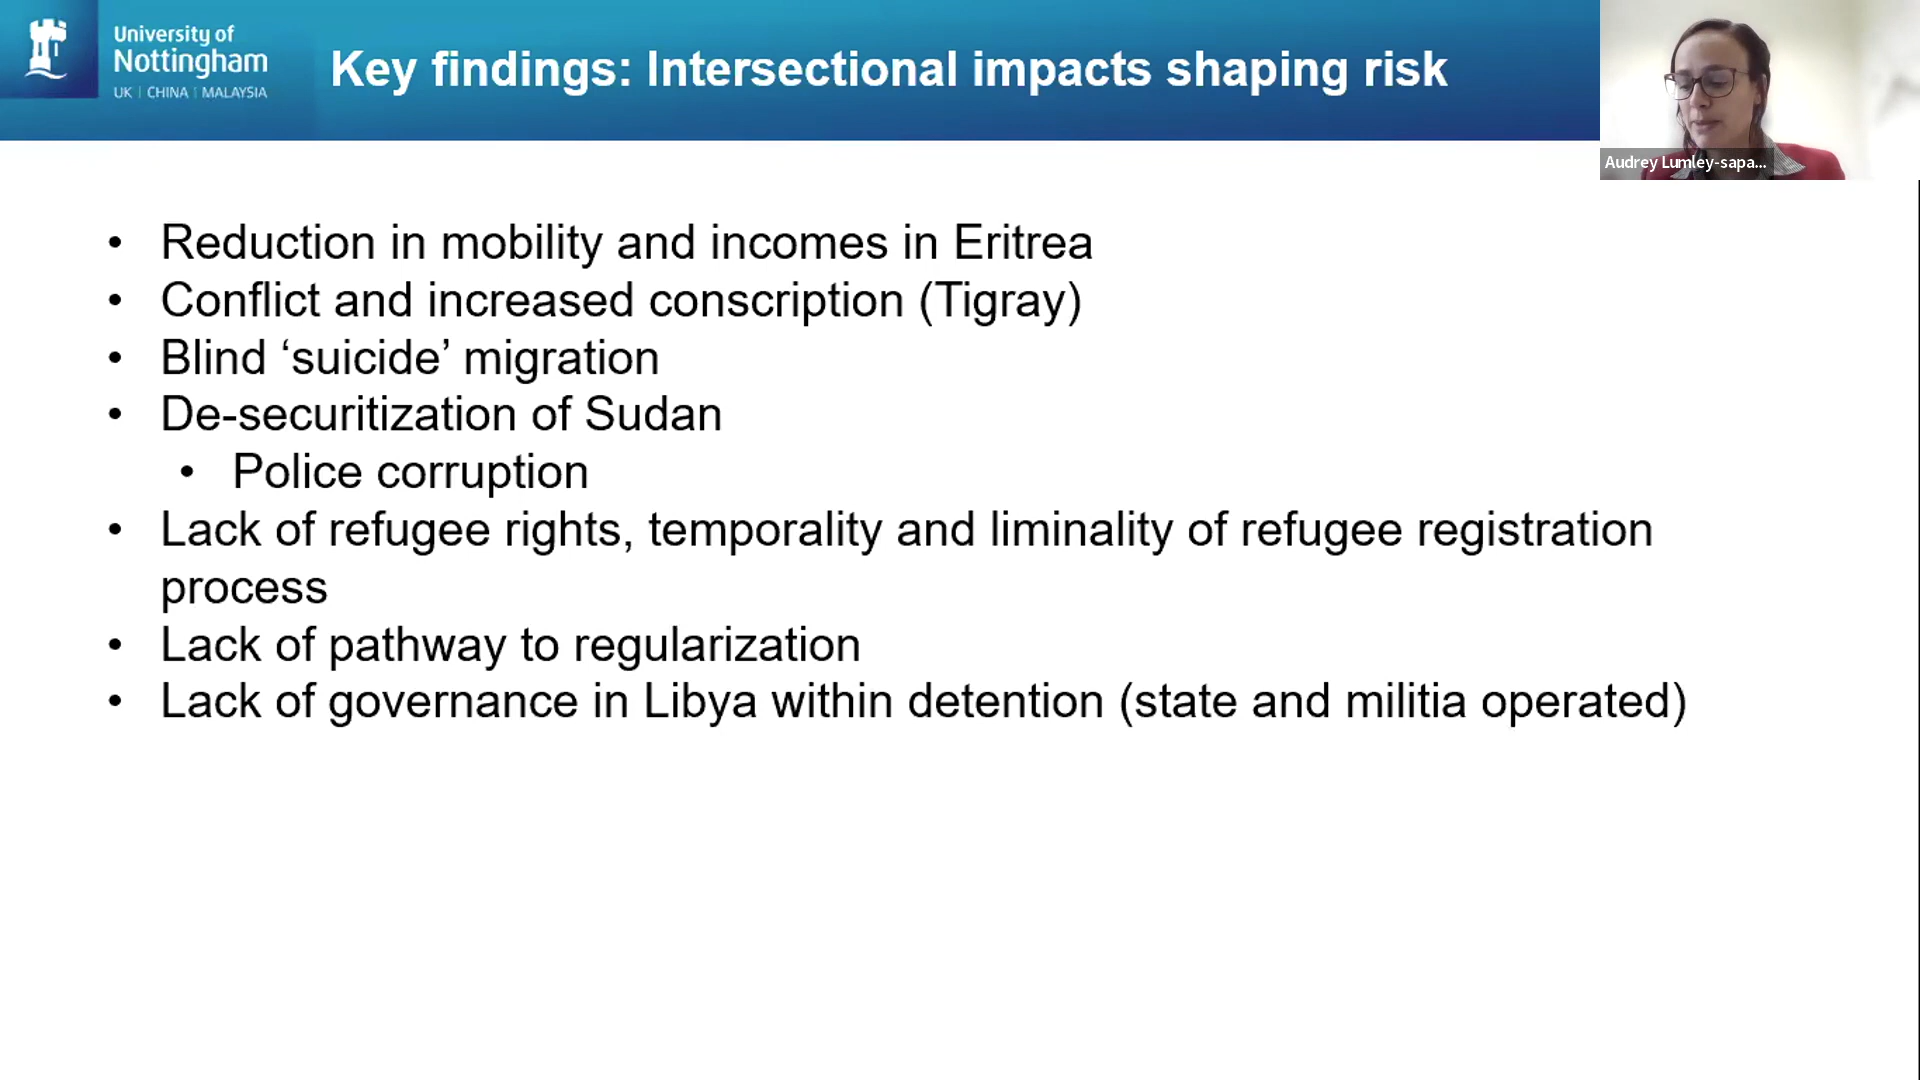 University of
Nottingham
UK | CHINA | MALAYSIA
Key findings: Intersectional impacts shaping risk
Audrey Lumley-sapa...
• Reduction in mobility and incomes in Eritrea
• Conflict and increased conscription (Tigray)
• Blind ‘suicide’ migration
• De-securitization of Sudan
• Police corruption
• Lack of refugee rights, temporality and liminality of refugee registration
process
• Lack of pathway to regularization
• Lack of governance in Libya within detention (state and militia operated)